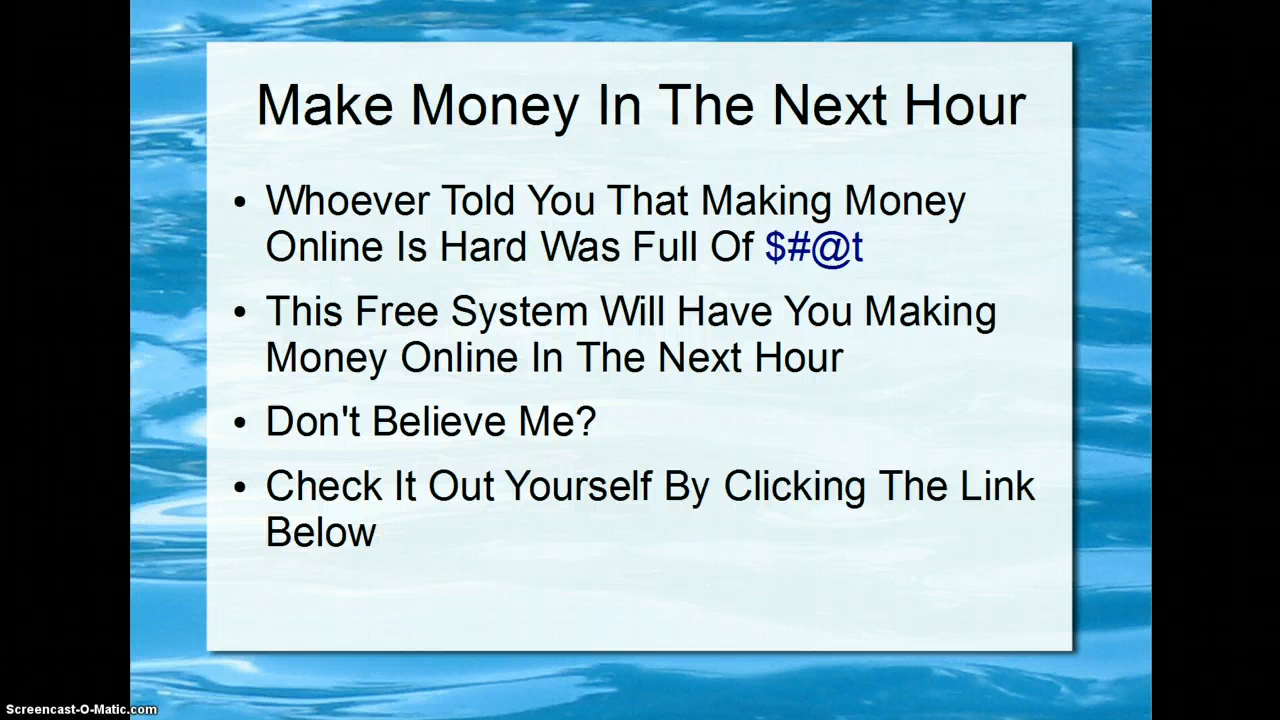 Make Money In The Next Hour
• Whoever Told You That Making Money
Online Is Hard Was Full Of $#@t
• This Free System Will Have You Making
Money Online In The Next Hour
• Don't Believe Me?
• Check It Out Yourself By Clicking The Link
Below
Screencast-O-Matic.com